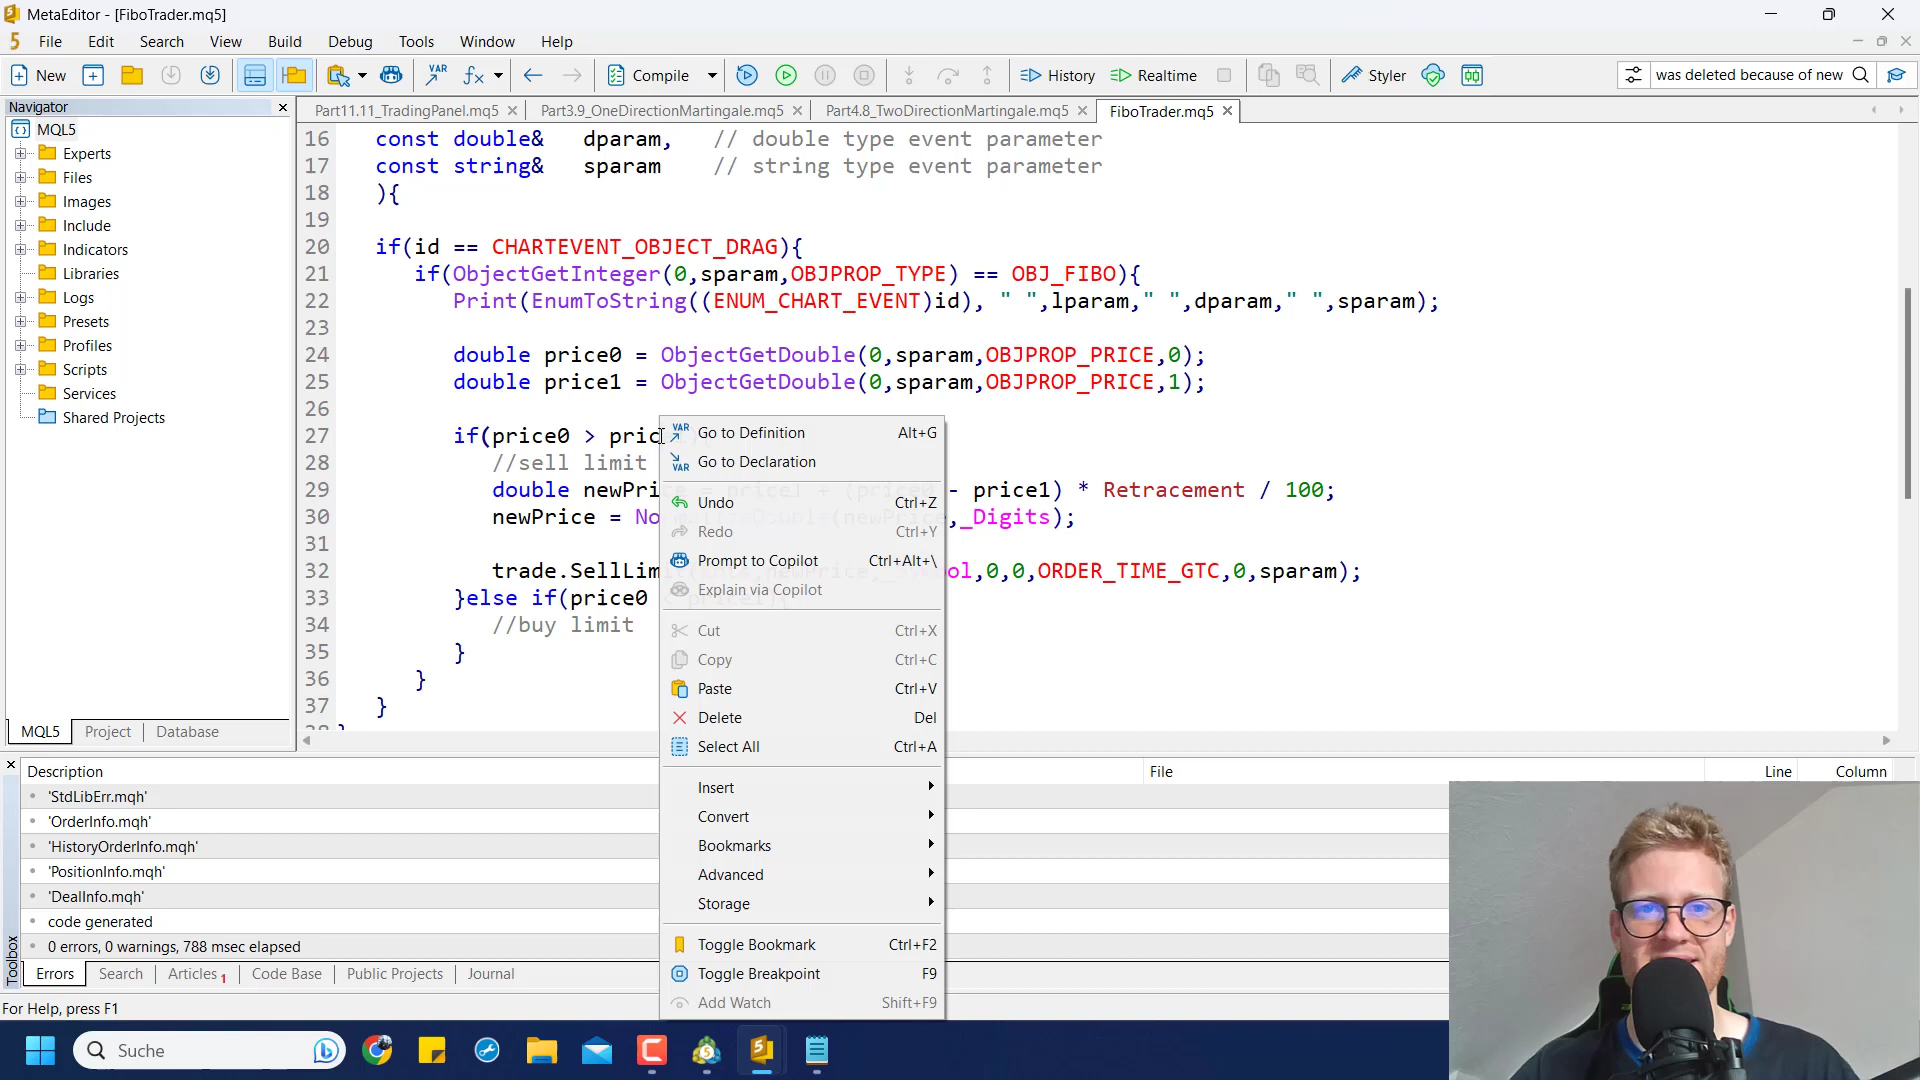 MetaEditor - [FiboTrader.mq5]
5 File Edit Search View Build Debug Tools Window Help
New Compile History Realtime Styler was deleted because of new
Navigator
Part11.11_TradingPanel.mq5 Part3.9_OneDirectionMartingale.mq5 Part4.8_TwoDirectionMartingale.mq5 FiboTrader.mq5
MQL5
Experts
Files
Images
Include
Indicators
Libraries
Logs
Presets
Profiles
Scripts
Services
Shared Projects
MQL5 Project Database
16 const double& dparam, // double type event parameter
17 const string& sparam // string type event parameter
18 ){
19
20 if(id == CHARTEVENT_OBJECT_DRAG){
21 if(ObjectGetInteger(0,sparam,OBJPROP_TYPE) == OBJ_FIBO){
22 Print(EnumToString((ENUM_CHART_EVENT)id), " ",lparam," ",dparam," ",sparam);
23
24 double price0 = ObjectGetDouble(0,sparam,OBJPROP_PRICE,0);
25 double price1 = ObjectGetDouble(0,sparam,OBJPROP_PRICE,1);
26
27 if(price0 > pric
28 //sell limit
29 double newPrice = price1 + (price0 - price1) * Retracement / 100;
30 newPrice = NormalizeDouble(newPrice,_Digits);
31
32 trade.SellLimit ol,0,0,ORDER_TIME_GTC,0,sparam);
33 }else if(price0 < price1){
34 //buy limit
35 }
36 }
37 }
Go to Definition Alt+G
Go to Declaration
Undo Ctrl+Z
Redo Ctrl+Y
Prompt to Copilot Ctrl+Alt+\
Explain via Copilot
Cut Ctrl+X
Copy Ctrl+C
Paste Ctrl+V
Delete Del
Select All Ctrl+A
Insert
Convert
Bookmarks
Advanced
Storage
Toggle Bookmark Ctrl+F2
Toggle Breakpoint F9
Add Watch Shift+F9
Description File Line Column
'StdLibErr.mqh'
'OrderInfo.mqh'
'HistoryOrderInfo.mqh'
'PositionInfo.mqh'
'DealInfo.mqh'
code generated
0 errors, 0 warnings, 788 msec elapsed
Toolbox
Errors Search Articles 1 Code Base Public Projects Journal
For Help, press F1
Suche